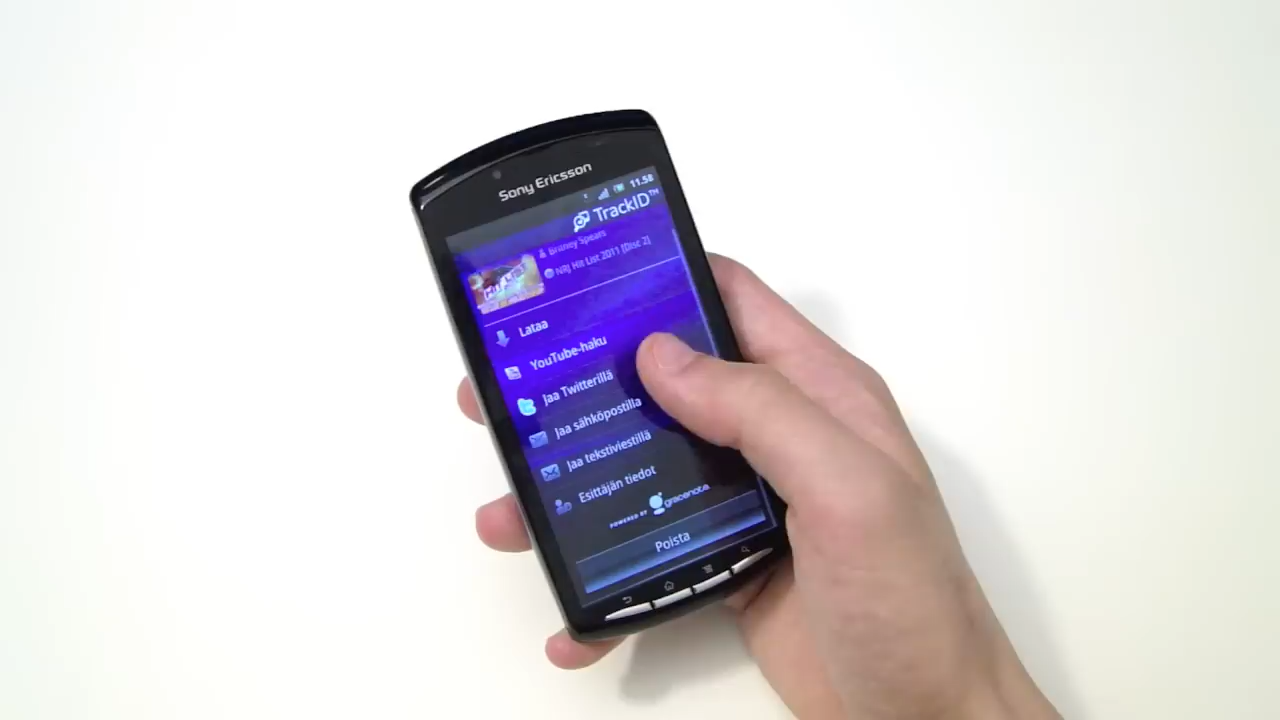 Sony Ericsson
11.58
TrackID™
Britney Spears
NRJ Hit List 2011 [Disc 2]
Lataa
YouTube-haku
Jaa Twitterillä
Jaa sähköpostilla
Jaa tekstiviestillä
Esittäjän tiedot
POWERED BY gracenote
Poista